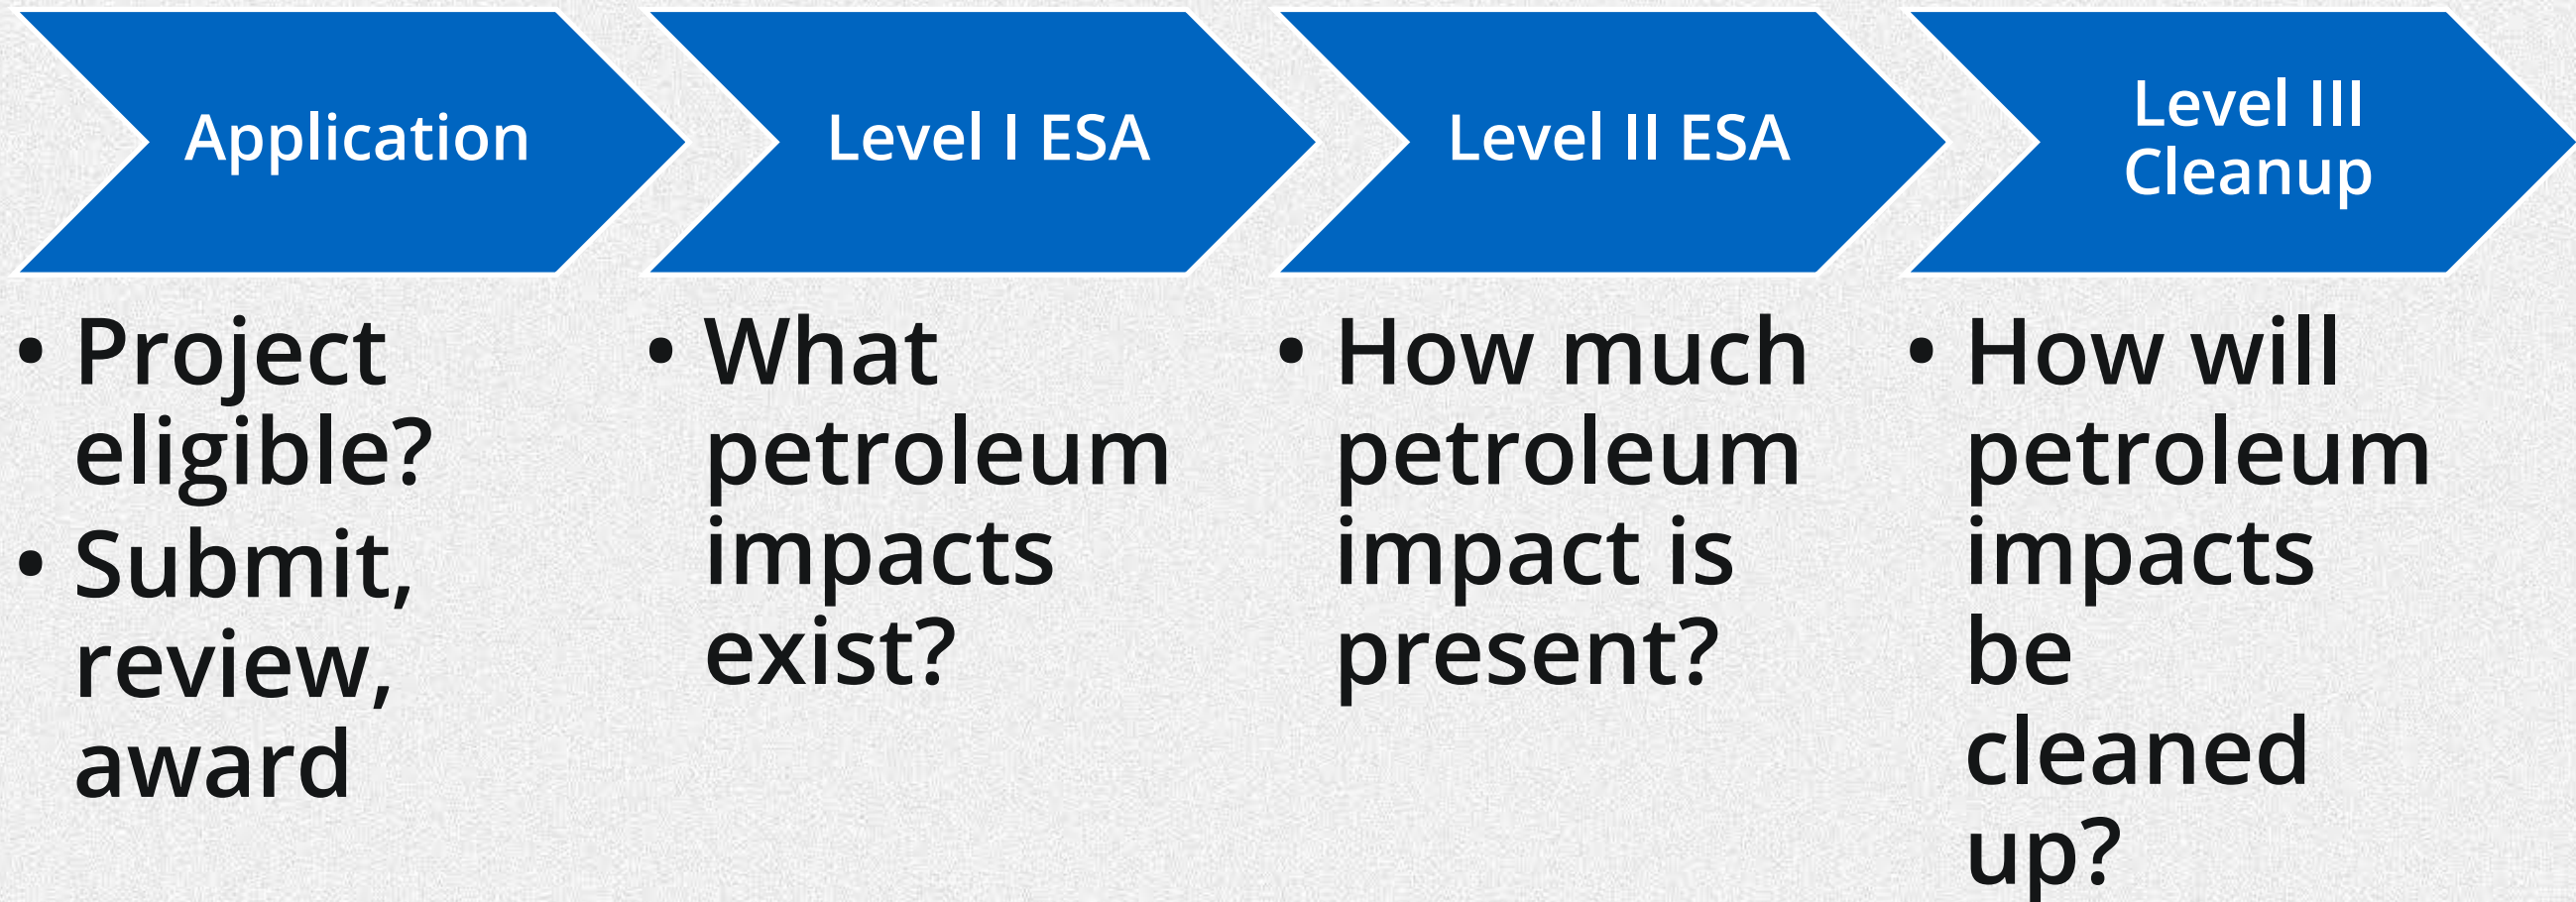 Application
Level I ESA
Level II ESA
Level III
Cleanup
• Project
eligible?
• Submit,
review,
award
• What
petroleum
impacts
exist?
• How much
petroleum
impact is
present?
• How will
petroleum
impacts
be
cleaned
up?